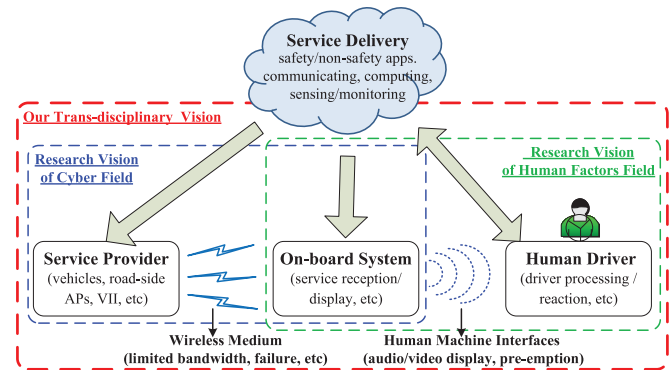 Service Delivery
safety/non-safety apps.
communicating, computing,
sensing/monitoring
Our Trans-disciplinary Vision
Research Vision
of Cyber Field
Research Vision
of Human Factors Field
Service Provider
(vehicles, road-side
APs, VII, etc)
On-board System
(service reception/
display, etc)
Human Driver
(driver processing /
reaction, etc)
Wireless Medium
(limited bandwidth, failure, etc)
Human Machine Interfaces
(audio/video display, pre-emption)